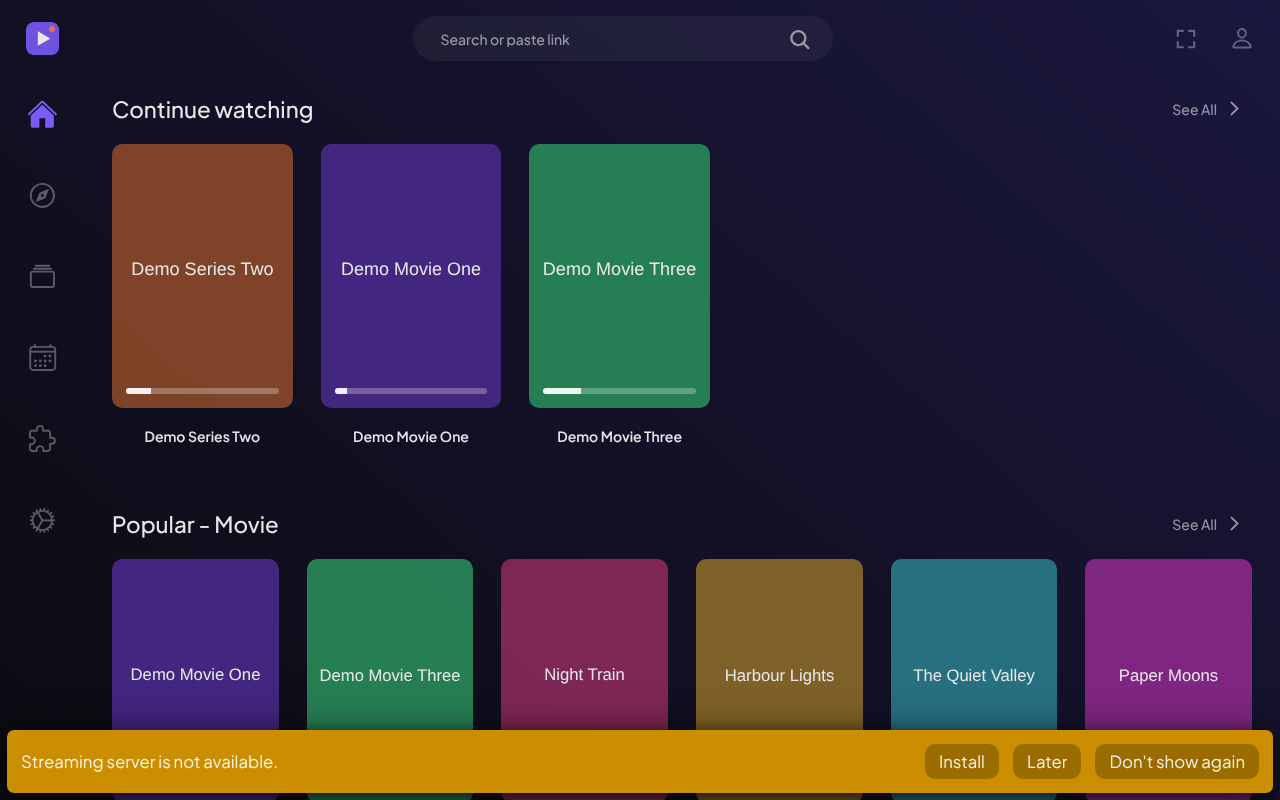 Search or paste link
Continue watching
See All
Demo Series Two
Demo Movie One
Demo Movie Three
Demo Series Two
Demo Movie One
Demo Movie Three
Popular - Movie
See All
Demo Movie One
Demo Movie Three
Night Train
Harbour Lights
The Quiet Valley
Paper Moons
Streaming server is not available.
Install
Later
Don't show again